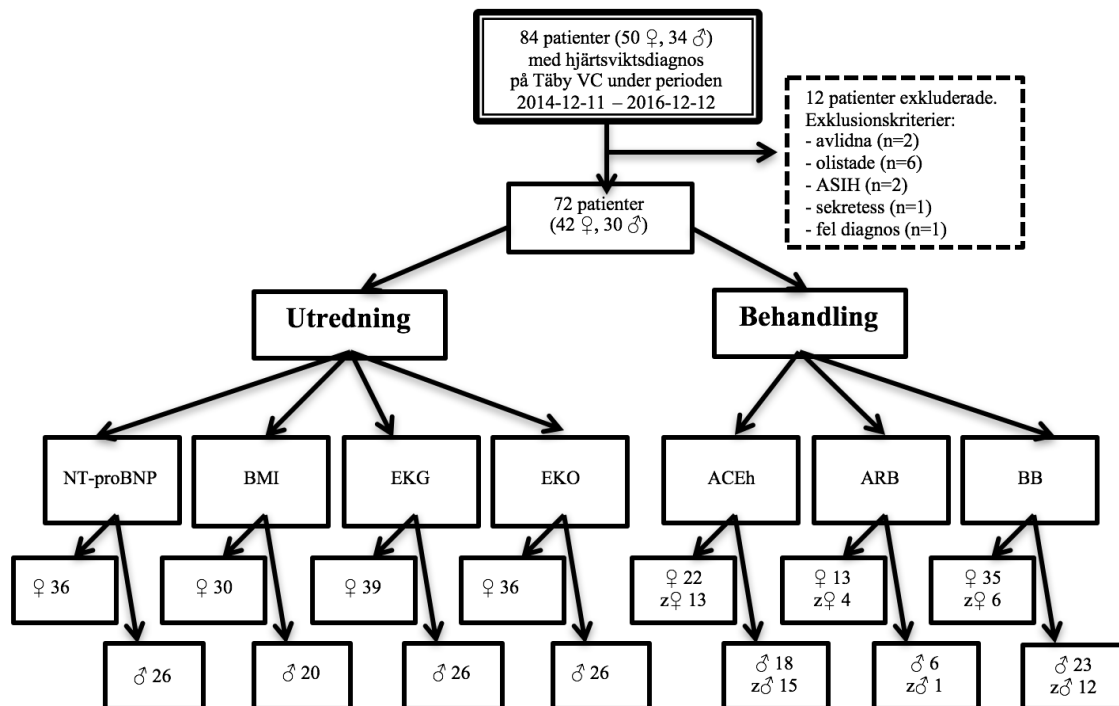 84 patienter (50 ♀, 34 ♂)
med hjärtsviktsdiagnos
på Täby VC under perioden
2014-12-11 – 2016-12-12
12 patienter exkluderade.
Exklusionskriterier:
- avlidna (n=2)
- olistade (n=6)
- ASIH (n=2)
- sekretess (n=1)
- fel diagnos (n=1)
72 patienter
(42 ♀, 30 ♂)
Utredning
Behandling
NT-proBNP
BMI
EKG
EKO
ACEh
ARB
BB
♀ 36
♀ 30
♀ 39
♀ 36
♀ 22
z♀ 13
♀ 13
z♀ 4
♀ 35
z♀ 6
♂ 26
♂ 20
♂ 26
♂ 26
♂ 18
z♂ 15
♂ 6
z♂ 1
♂ 23
z♂ 12